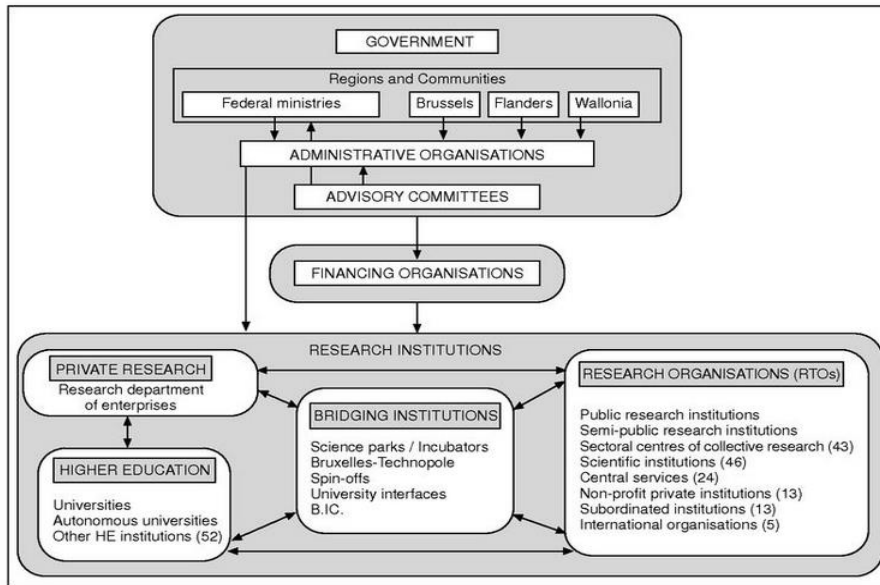 GOVERNMENT
Regions and Communities
Federal ministries
Brussels
Flanders
Wallonia
ADMINISTRATIVE ORGANISATIONS
ADVISORY COMMITTEES
FINANCING ORGANISATIONS
RESEARCH INSTITUTIONS
PRIVATE RESEARCH
Research department
of enterprises
HIGHER EDUCATION
Universities
Autonomous universities
Other HE institutions (52)
BRIDGING INSTITUTIONS
Science parks / Incubators
Bruxelles-Technopole
Spin-offs
University interfaces
B.IC.
RESEARCH ORGANISATIONS (RTOs)
Public research institutions
Semi-public research institutions
Sectoral centres of collective research (43)
Scientific institutions (46)
Central services (24)
Non-profit private institutions (13)
Subordinated institutions (13)
International organisations (5)